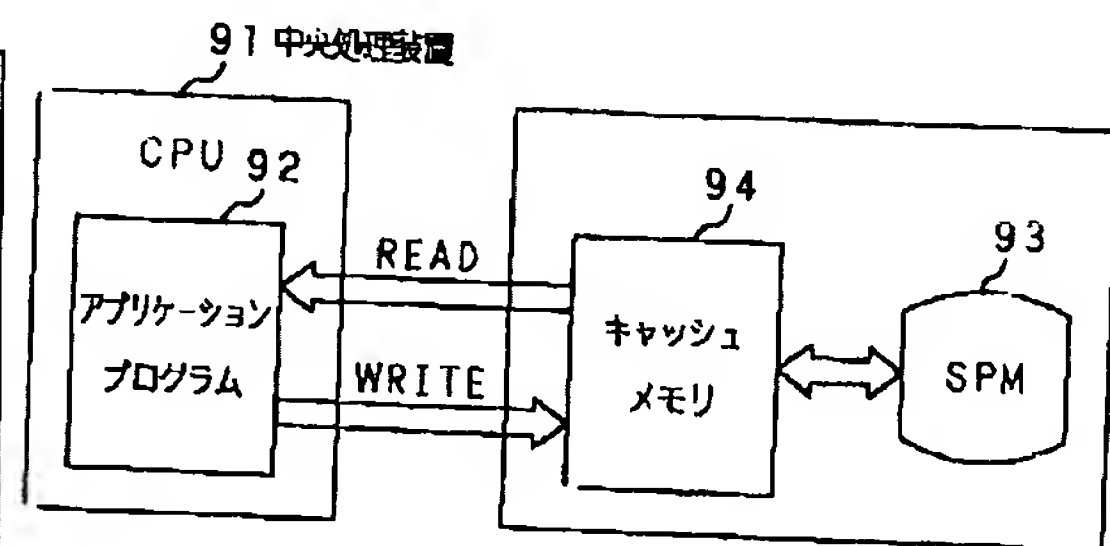 91 中央処理装置
CPU
92
アプリケーション
プログラム
READ
WRITE
94
キャッシュ
メモリ
93
SPM